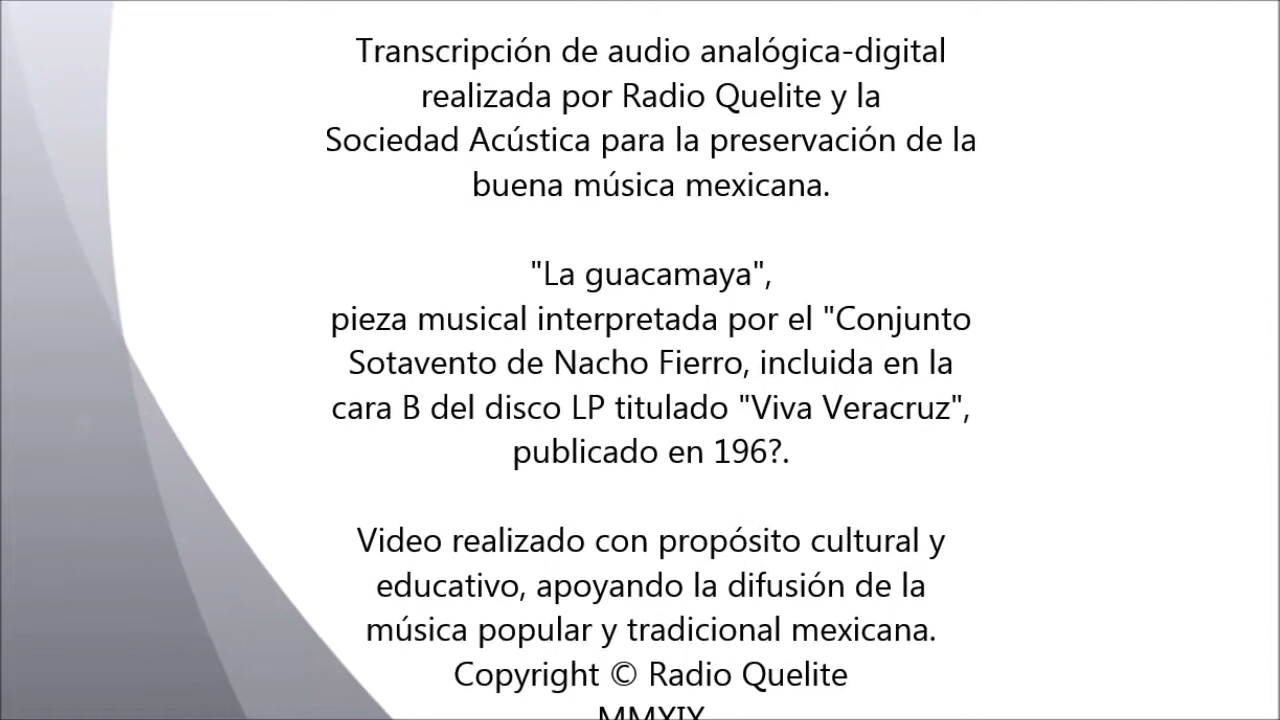 Transcripción de audio analógica-digital
realizada por Radio Quelite y la
Sociedad Acústica para la preservación de la
buena música mexicana.
"La guacamaya",
pieza musical interpretada por el "Conjunto
Sotavento de Nacho Fierro, incluida en la
cara B del disco LP titulado "Viva Veracruz",
publicado en 196?.
Video realizado con propósito cultural y
educativo, apoyando la difusión de la
música popular y tradicional mexicana.
Copyright © Radio Quelite
MMXIX